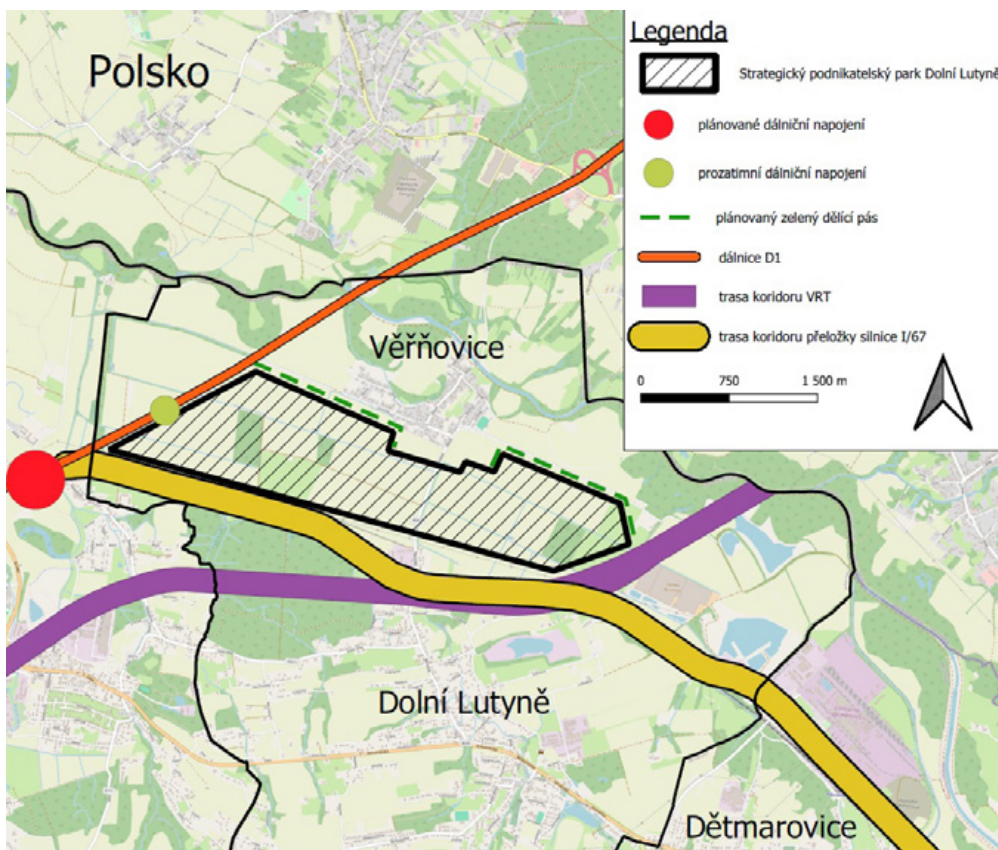 Polsko
Věřňovice
Dolní Lutyně
Dětmarovice
Legenda
Strategický podnikatelský park Dolní Lutyně
plánované dálniční napojení
prozatimní dálniční napojení
plánovaný zelený dělící pás
dálnice D1
trasa koridoru VRT
trasa koridoru přeložky silnice I/67
0 750 1 500 m